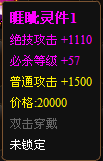 睚眦灵件1
绝技攻击 +1110
必杀等级 +57
普通攻击 +1500
价格:20000
双击穿戴
未锁定